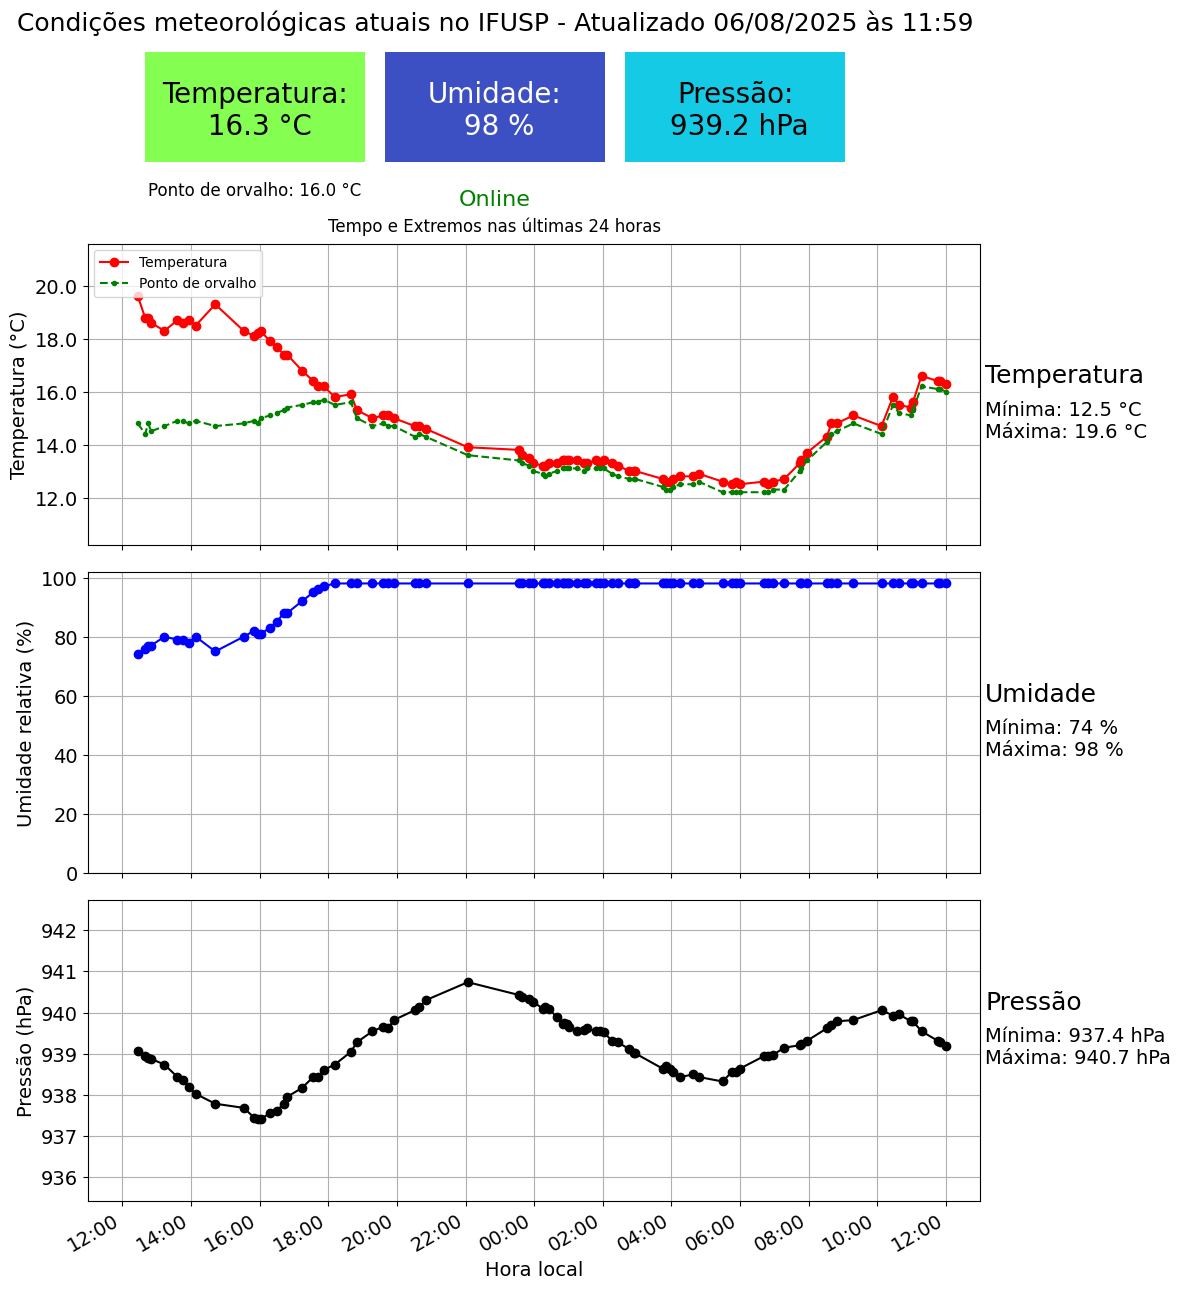 Condições meteorológicas atuais no IFUSP - Atualizado 06/08/2025 às 11:59
Temperatura:
16.3 °C
Umidade:
98 %
Pressão:
939.2 hPa
Ponto de orvalho: 16.0 °C
Online
Tempo e Extremos nas últimas 24 horas
Temperatura
Ponto de orvalho
Temperatura (°C)
20.0
18.0
16.0
14.0
12.0
Temperatura
Mínima: 12.5 °C
Máxima: 19.6 °C
Umidade relativa (%)
100
80
60
40
20
0
Umidade
Mínima: 74 %
Máxima: 98 %
Pressão (hPa)
942
941
940
939
938
937
936
Pressão
Mínima: 937.4 hPa
Máxima: 940.7 hPa
12:00 14:00 16:00 18:00 20:00 22:00 00:00 02:00 04:00 06:00 08:00 10:00 12:00
Hora local